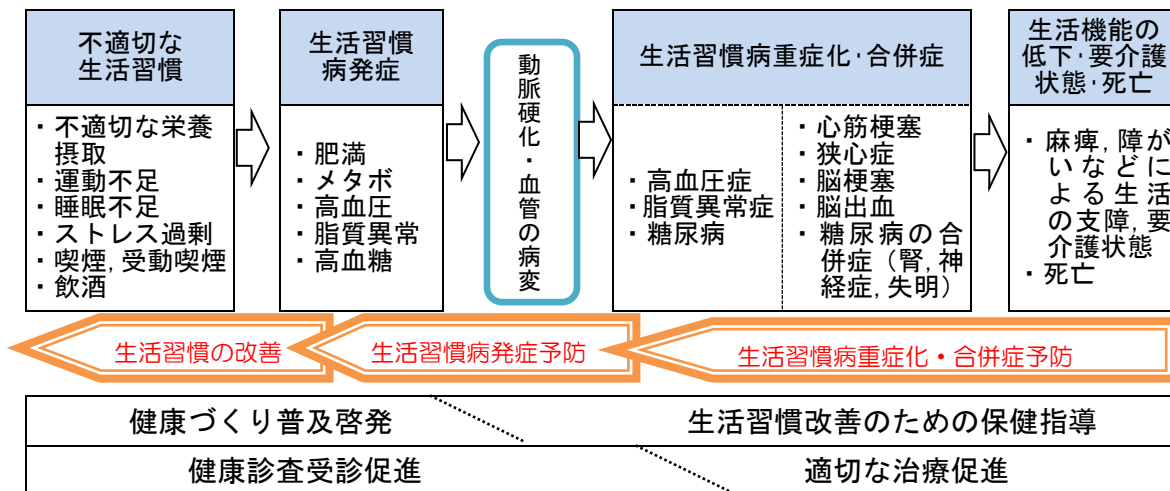 不適切な
生活習慣
・不適切な栄養
摂取
・運動不足
・睡眠不足
・ストレス過剰
・喫煙,受動喫煙
・飲酒
生活習慣
病発症
・肥満
・メタボ
・高血圧
・脂質異常
・高血糖
動脈硬化・血管の病変
生活習慣病重症化・合併症
・高血圧症
・脂質異常症
・糖尿病
・心筋梗塞
・狭心症
・脳梗塞
・脳出血
・糖尿病の合
併症（腎,神
経症,失明）
生活機能の
低下・要介護
状態・死亡
・麻痺,障が
いなどに
よる生活
の支障,要
介護状態
・死亡
生活習慣の改善
生活習慣病発症予防
生活習慣病重症化・合併症予防
健康づくり普及啓発
生活習慣改善のための保健指導
健康診査受診促進
適切な治療促進